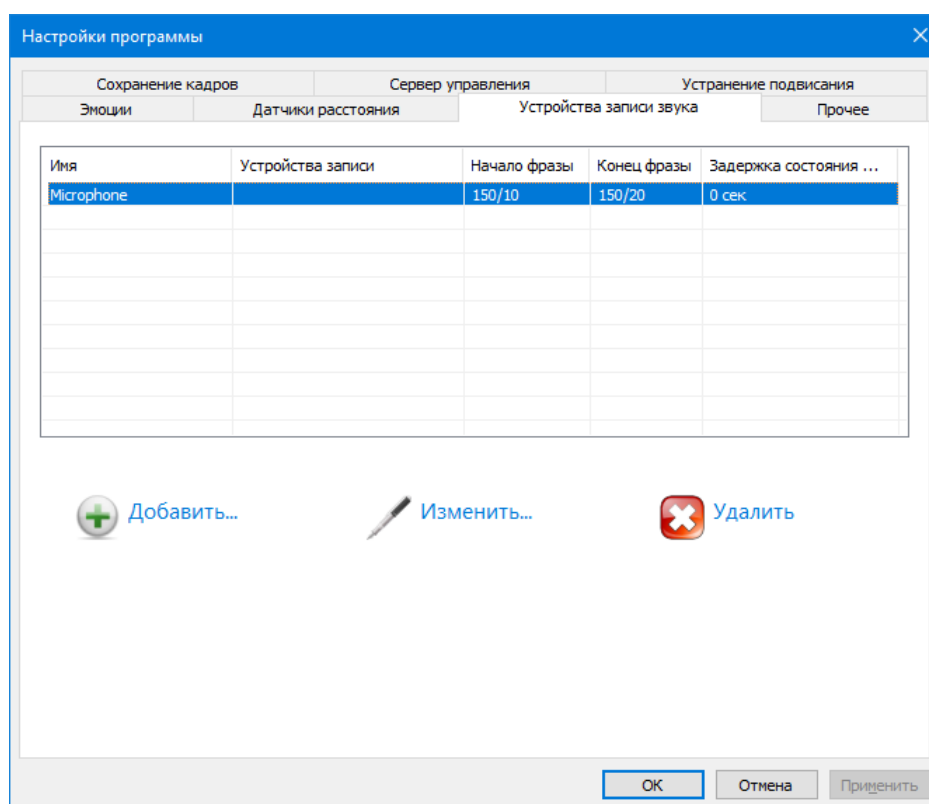 Настройки программы
Сохранение кадров Сервер управления Устранение подвисания
Эмоции Датчики расстояния Устройства записи звука Прочее
Имя Устройства записи Начало фразы Конец фразы Задержка состояния ...
Microphone 150/10 150/20 0 сек
Добавить... Изменить... Удалить
OK Отмена Применить